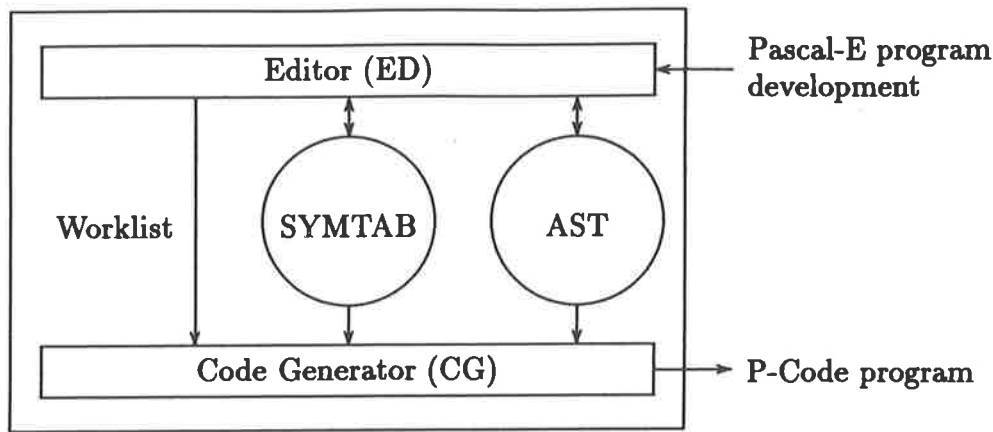 Editor (ED)
Pascal-E program
development
Worklist
SYMTAB
AST
Code Generator (CG)
P-Code program